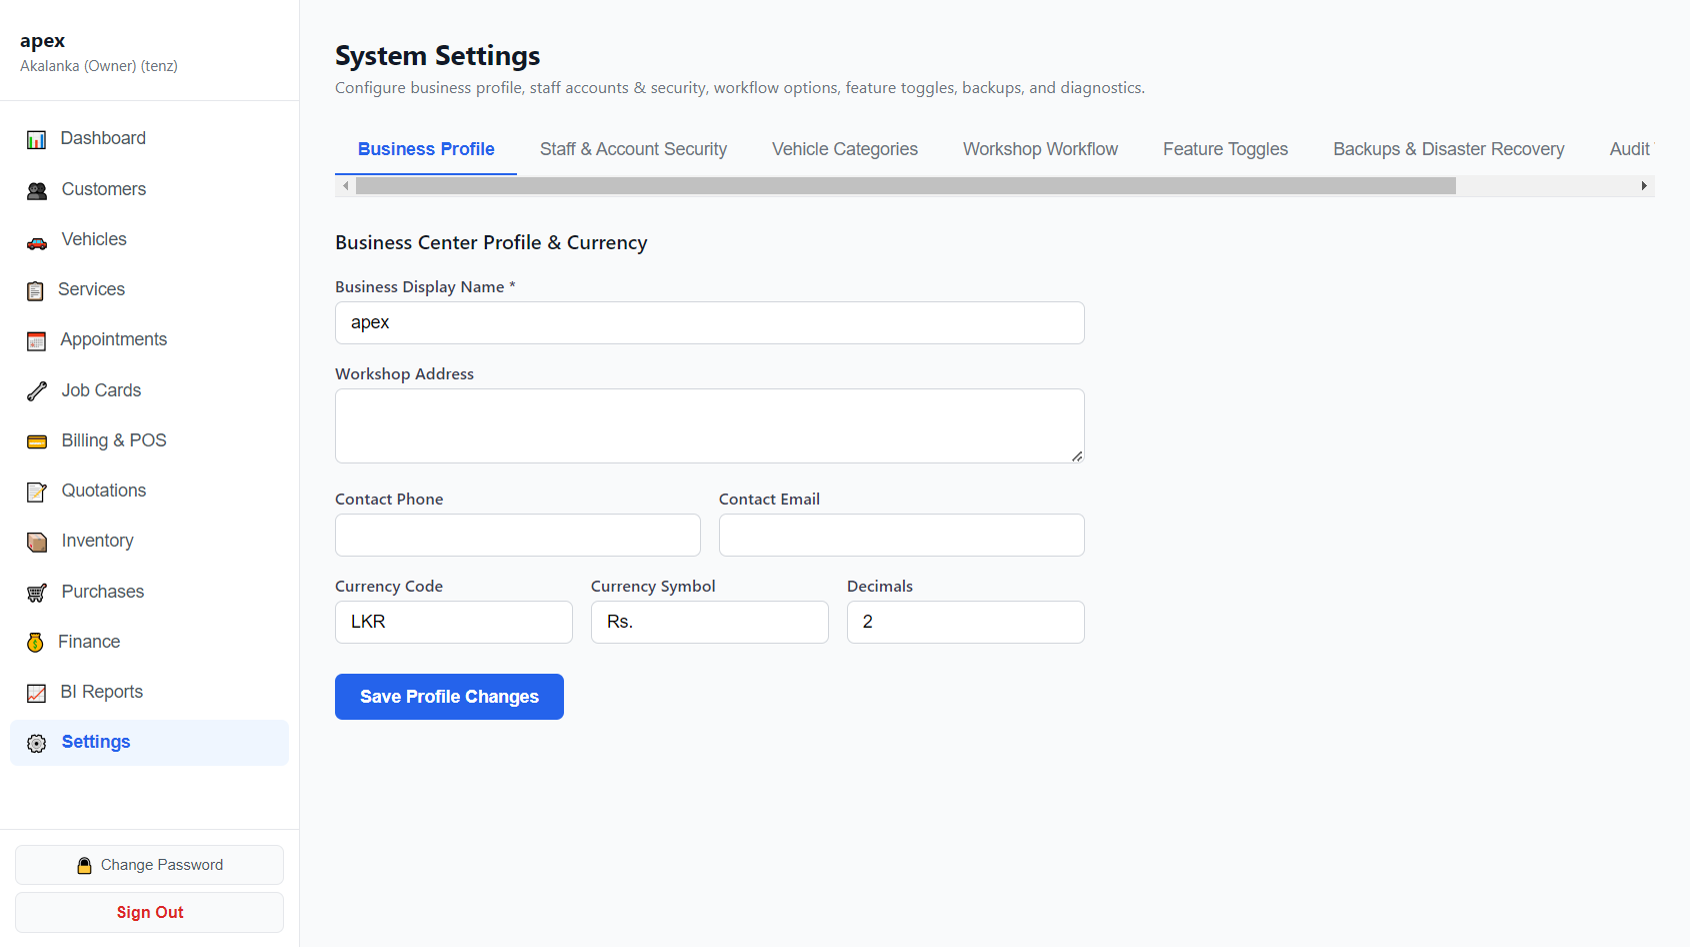 apex
Akalanka (Owner) (tenz)
Dashboard
Customers
Vehicles
Services
Appointments
Job Cards
Billing & POS
Quotations
Inventory
Purchases
Finance
BI Reports
Settings
Change Password
Sign Out
System Settings
Configure business profile, staff accounts & security, workflow options, feature toggles, backups, and diagnostics.
Business Profile Staff & Account Security Vehicle Categories Workshop Workflow Feature Toggles Backups & Disaster Recovery Audit
Business Center Profile & Currency
Business Display Name *
apex
Workshop Address
Contact Phone Contact Email
Currency Code Currency Symbol Decimals
LKR Rs. 2
Save Profile Changes